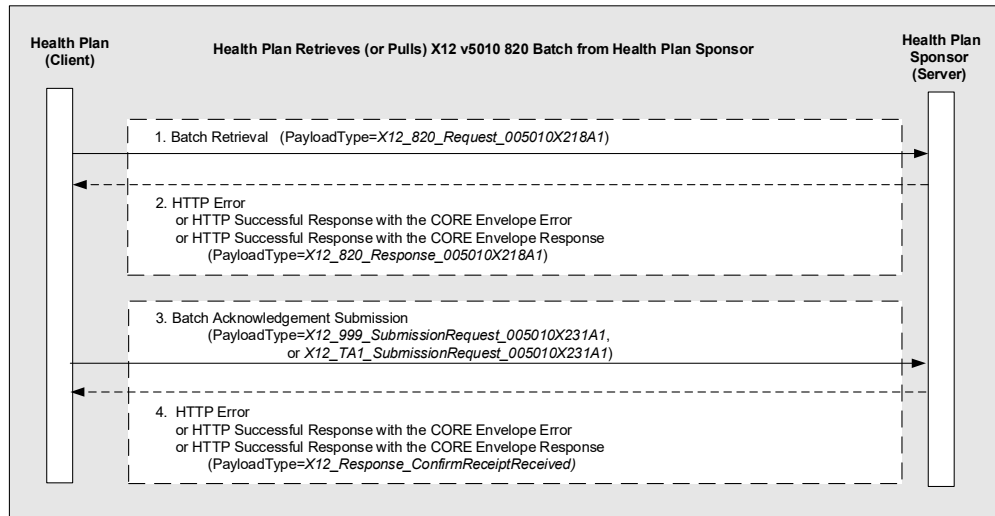 Health Plan
(Client)
Health Plan Retrieves (or Pulls) X12 v5010 820 Batch from Health Plan Sponsor
Health Plan
Sponsor
(Server)
1. Batch Retrieval (PayloadType=X12_820_Request_005010X218A1)
2. HTTP Error
or HTTP Successful Response with the CORE Envelope Error
or HTTP Successful Response with the CORE Envelope Response
(PayloadType=X12_820_Response_005010X218A1)
3. Batch Acknowledgement Submission
(PayloadType=X12_999_SubmissionRequest_005010X231A1,
or X12_TA1_SubmissionRequest_005010X231A1)
4. HTTP Error
or HTTP Successful Response with the CORE Envelope Error
or HTTP Successful Response with the CORE Envelope Response
(PayloadType=X12_Response_ConfirmReceiptReceived)